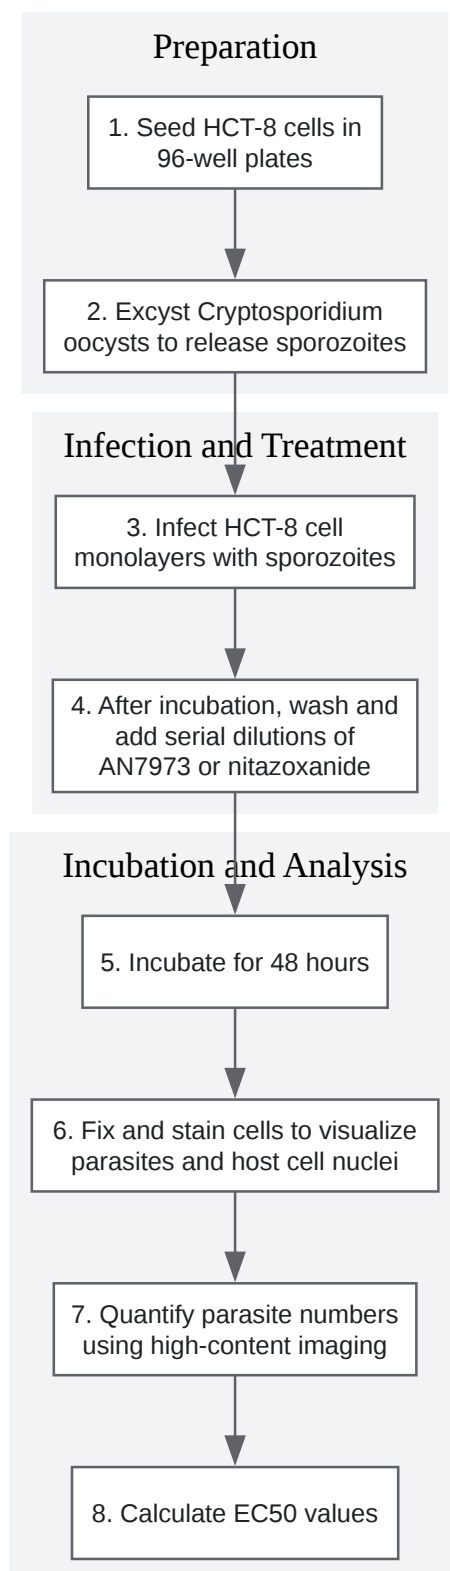 Preparation
1. Seed HCT-8 cells in
96-well plates
2. Excyst Cryptosporidium
oocysts to release sporozoites
Infection and Treatment
3. Infect HCT-8 cell
monolayers with sporozoites
4. After incubation, wash and
add serial dilutions of
AN7973 or nitazoxanide
Incubation and Analysis
5. Incubate for 48 hours
6. Fix and stain cells to visualize
parasites and host cell nuclei
7. Quantify parasite numbers
using high-content imaging
8. Calculate EC50 values